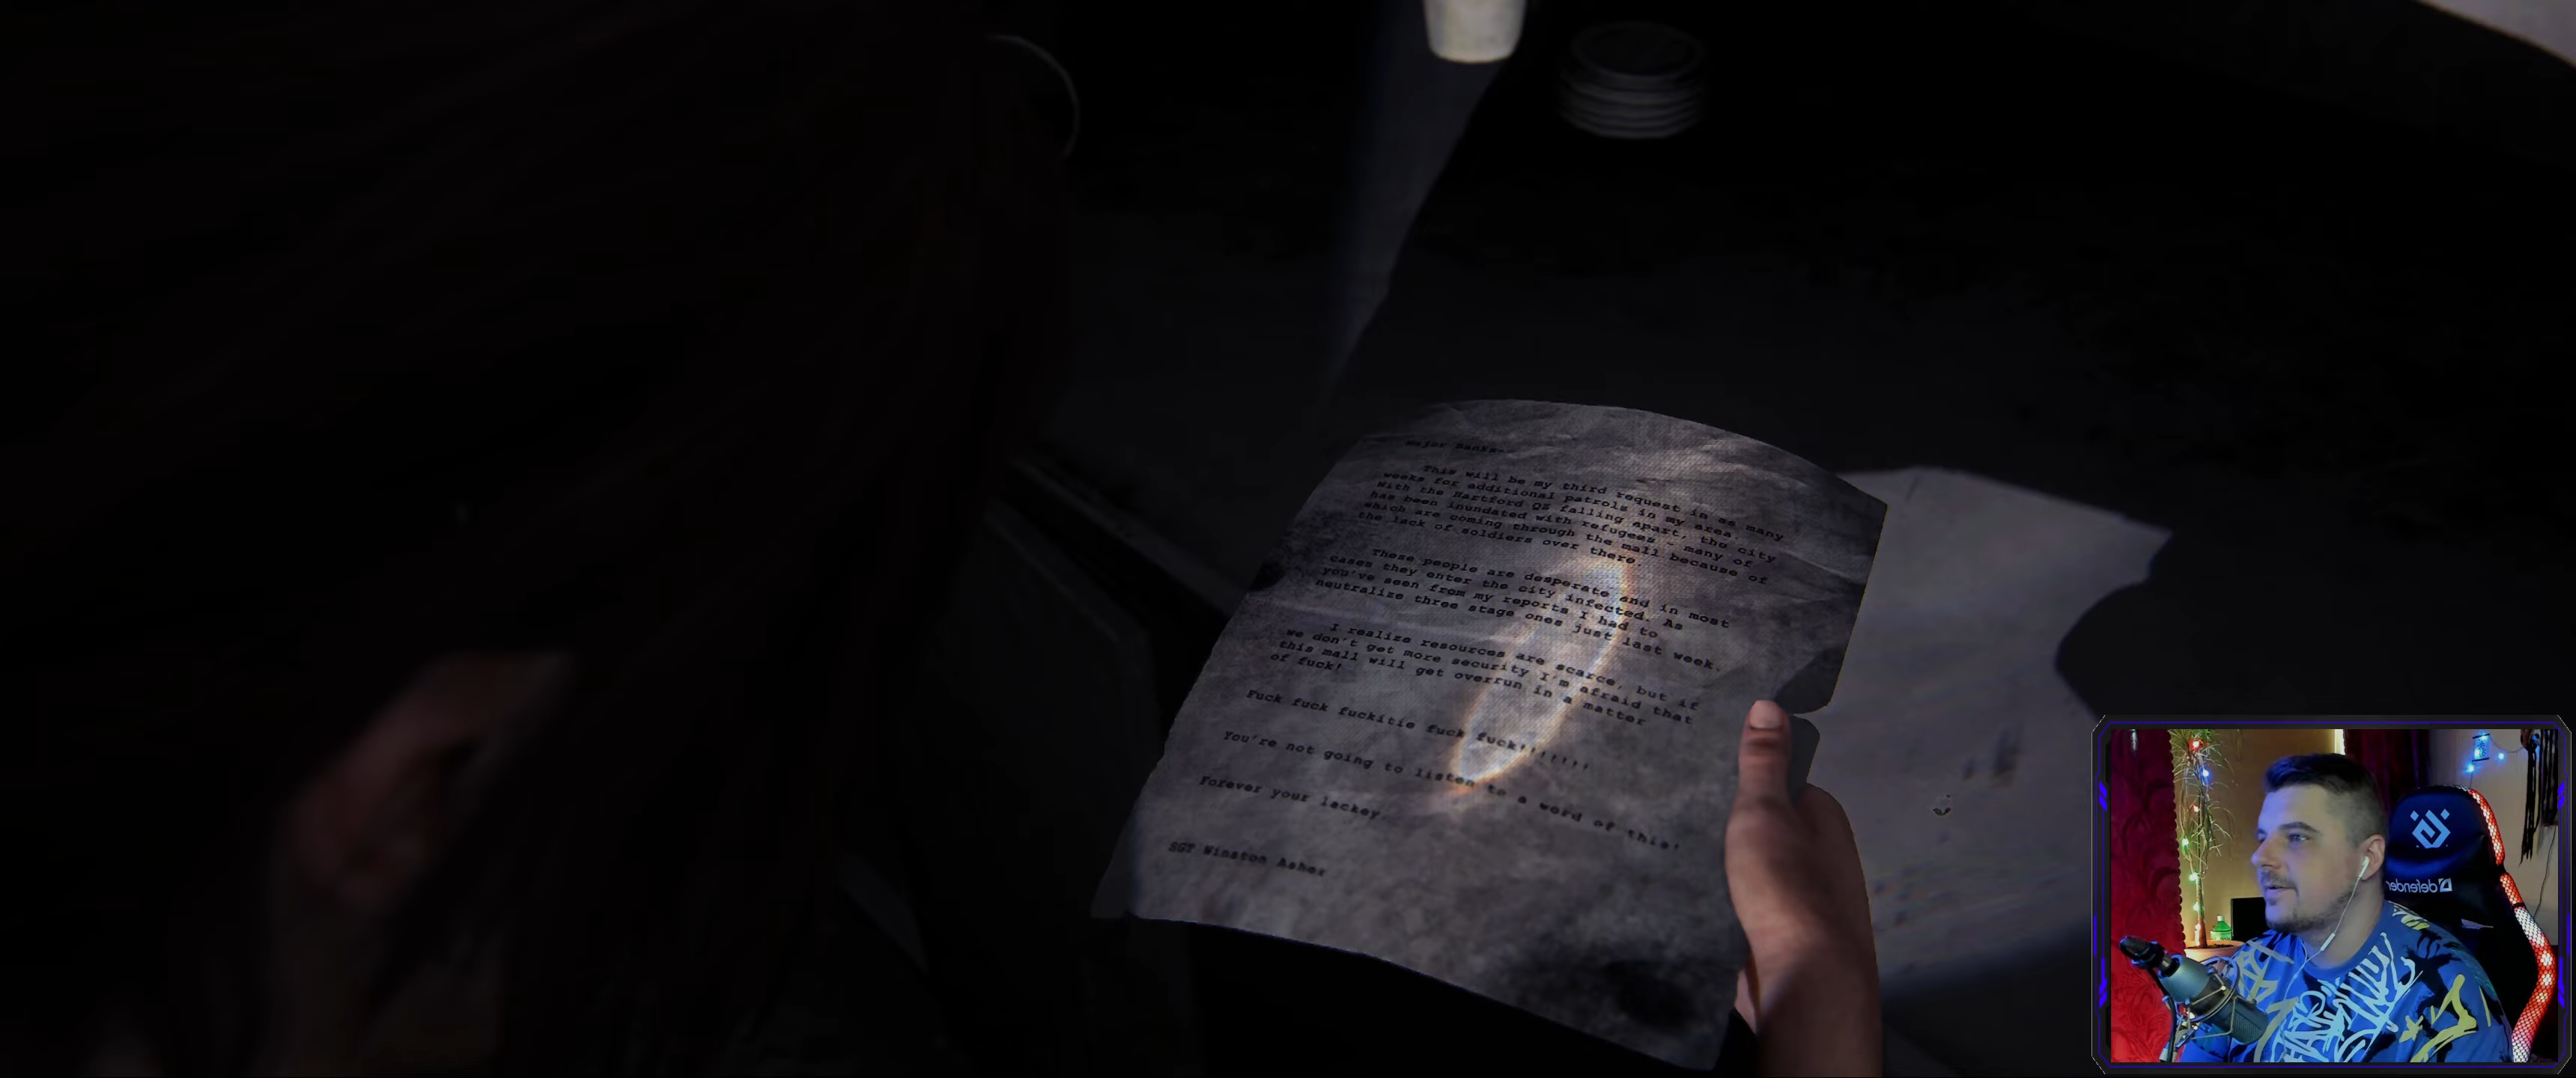 Major Banks--
This will be my third request in as many
weeks for additional patrols in my area.
With the Hartford QZ falling apart, the city
has been inundated with refugees - many of
which are coming through the mall because of
the lack of soldiers over there.
These people are desperate and in most
cases they enter the city infected. As
you've seen from my reports I had to
neutralize three stage ones just last week.
I realize resources are scarce, but if
we don't get more security I'm afraid that
this mall will get overrun in a matter
of fuck!
Fuck fuck fuckitie fuck fuck!!!!!!!
You're not going to listen to a word of this!
Forever your lackey
SGT Winston Asher
defender